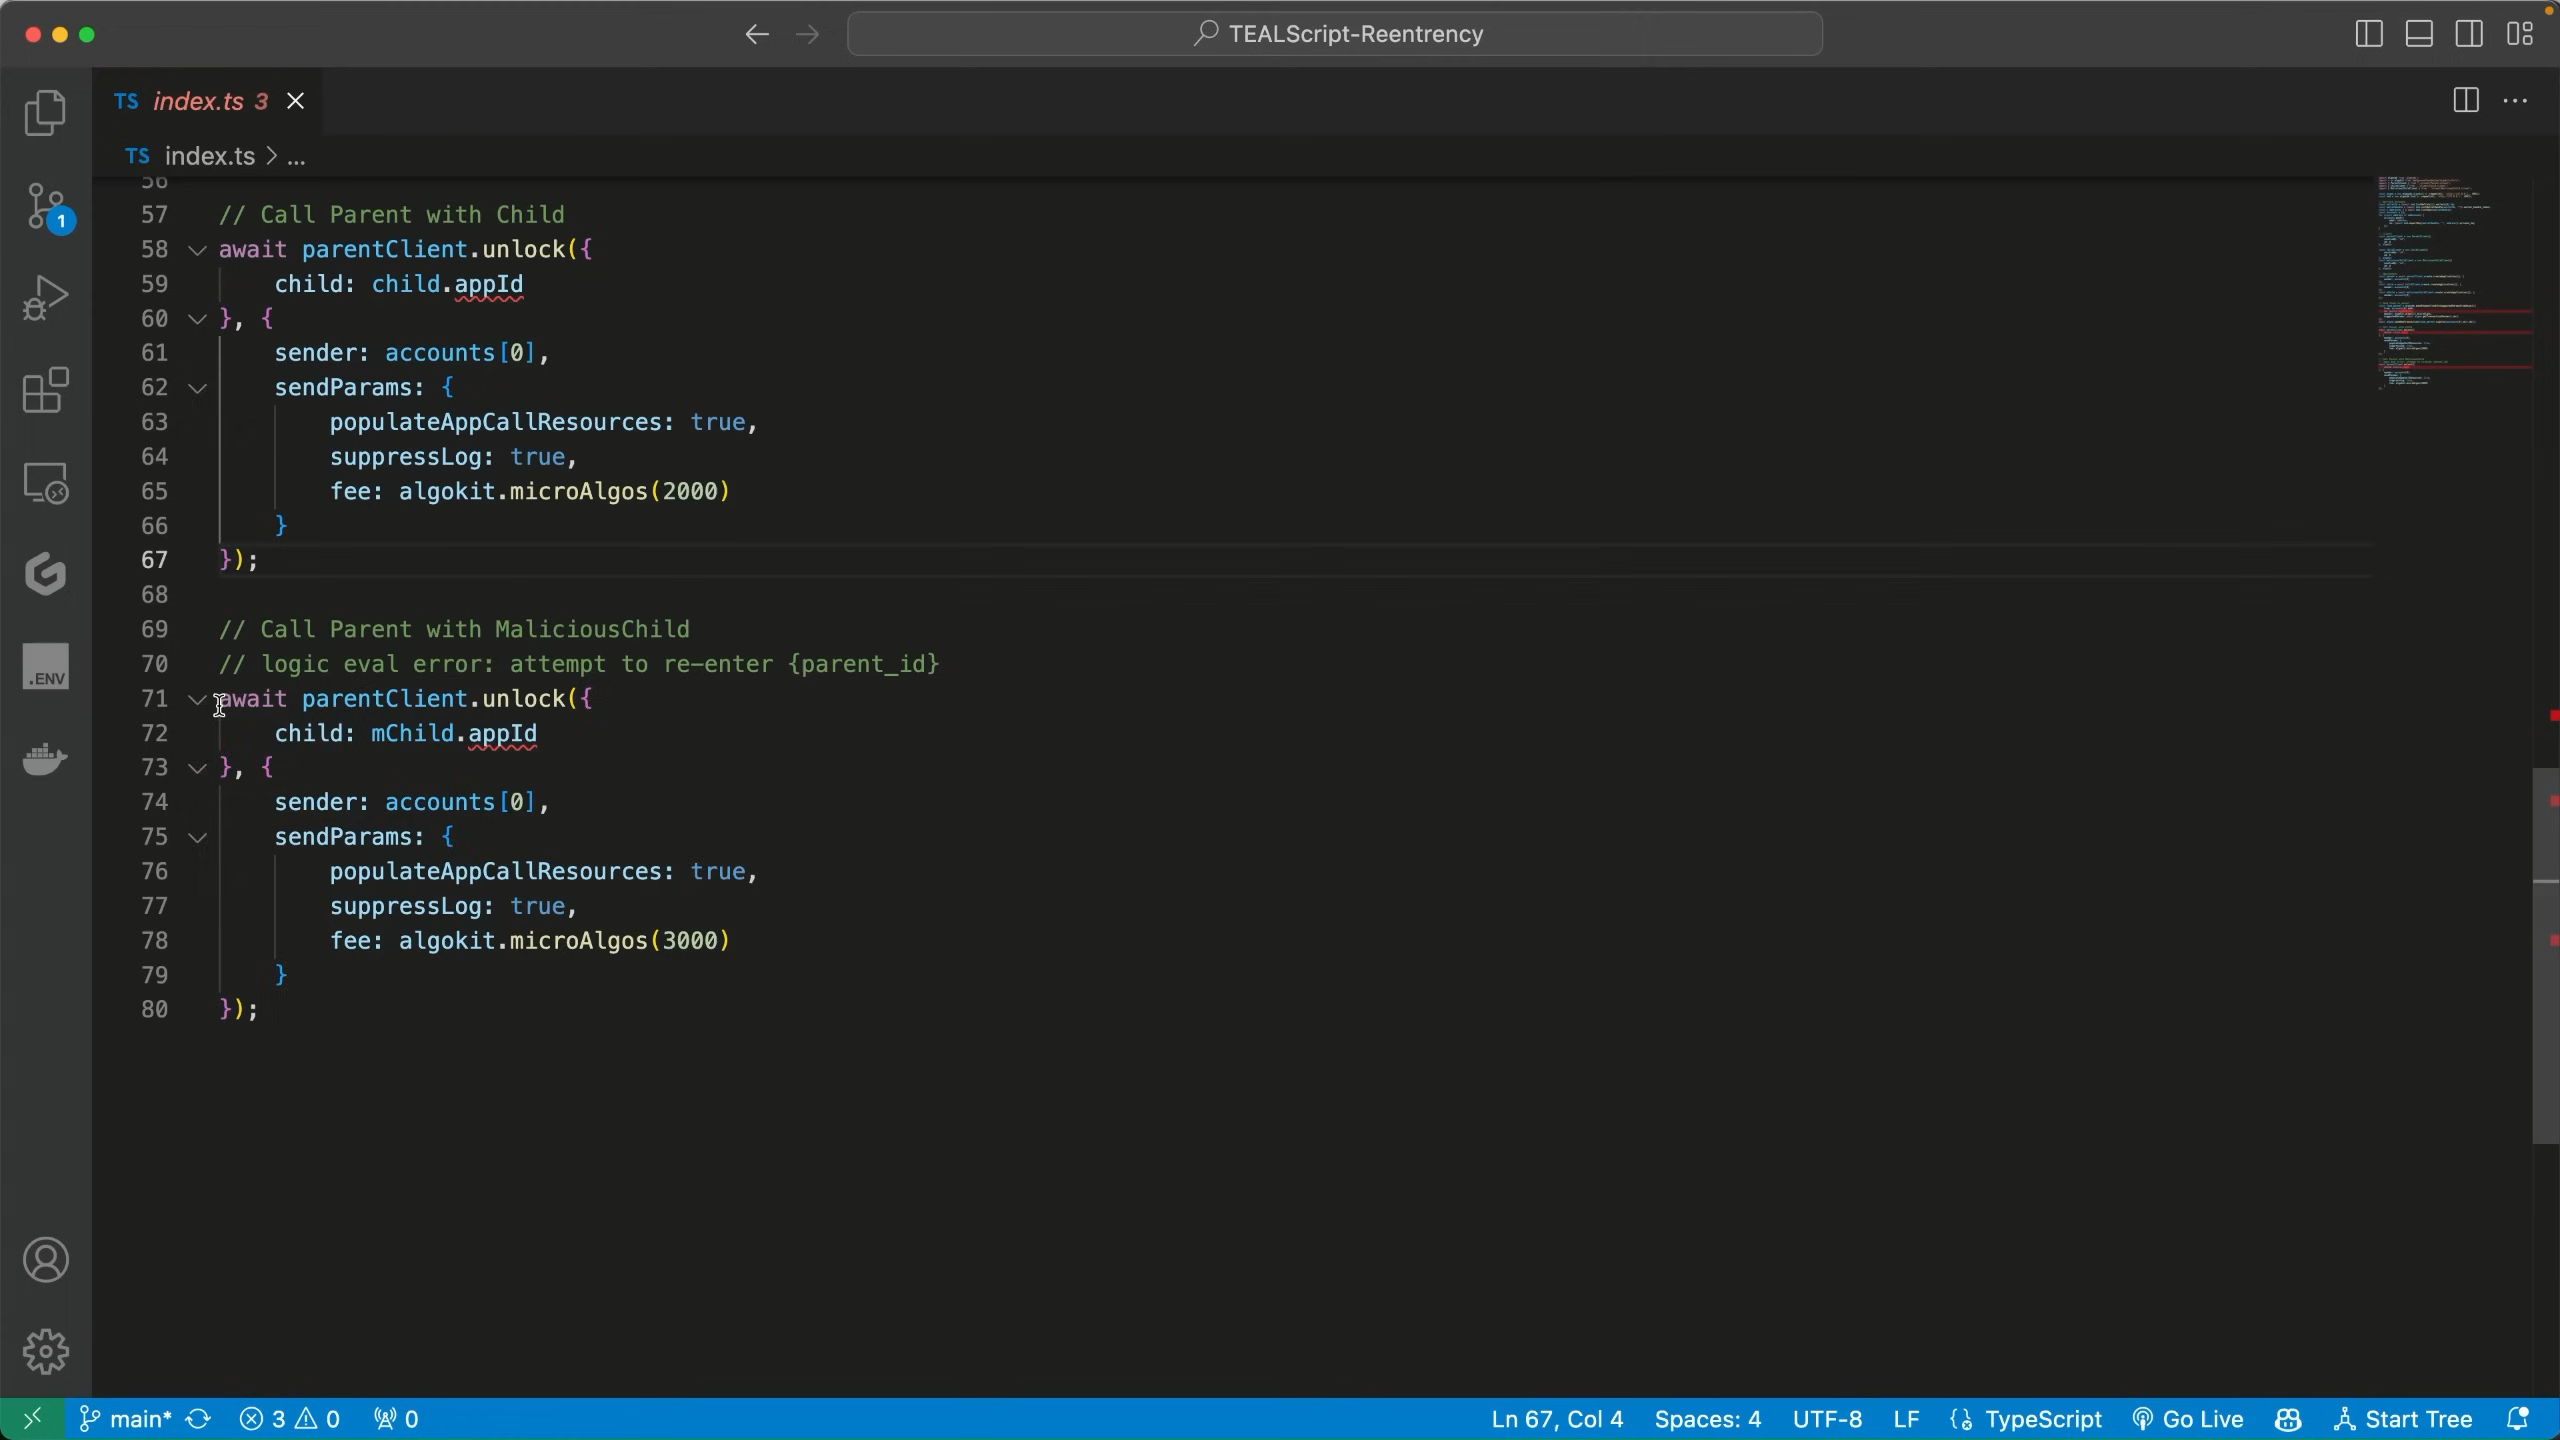 TEALScript-Reentrency
TS index.ts 3
TS index.ts > ...
56
57 // Call Parent with Child
58 await parentClient.unlock({
59 child: child.appId
60 }, {
61 sender: accounts[0],
62 sendParams: {
63 populateAppCallResources: true,
64 suppressLog: true,
65 fee: algokit.microAlgos(2000)
66 }
67 });
68
69 // Call Parent with MaliciousChild
70 // logic eval error: attempt to re-enter {parent_id}
71 await parentClient.unlock({
72 child: mChild.appId
73 }, {
74 sender: accounts[0],
75 sendParams: {
76 populateAppCallResources: true,
77 suppressLog: true,
78 fee: algokit.microAlgos(3000)
79 }
80 });
1
.ENV
main* 3 0 0 Ln 67, Col 4 Spaces: 4 UTF-8 LF TypeScript Go Live Start Tree